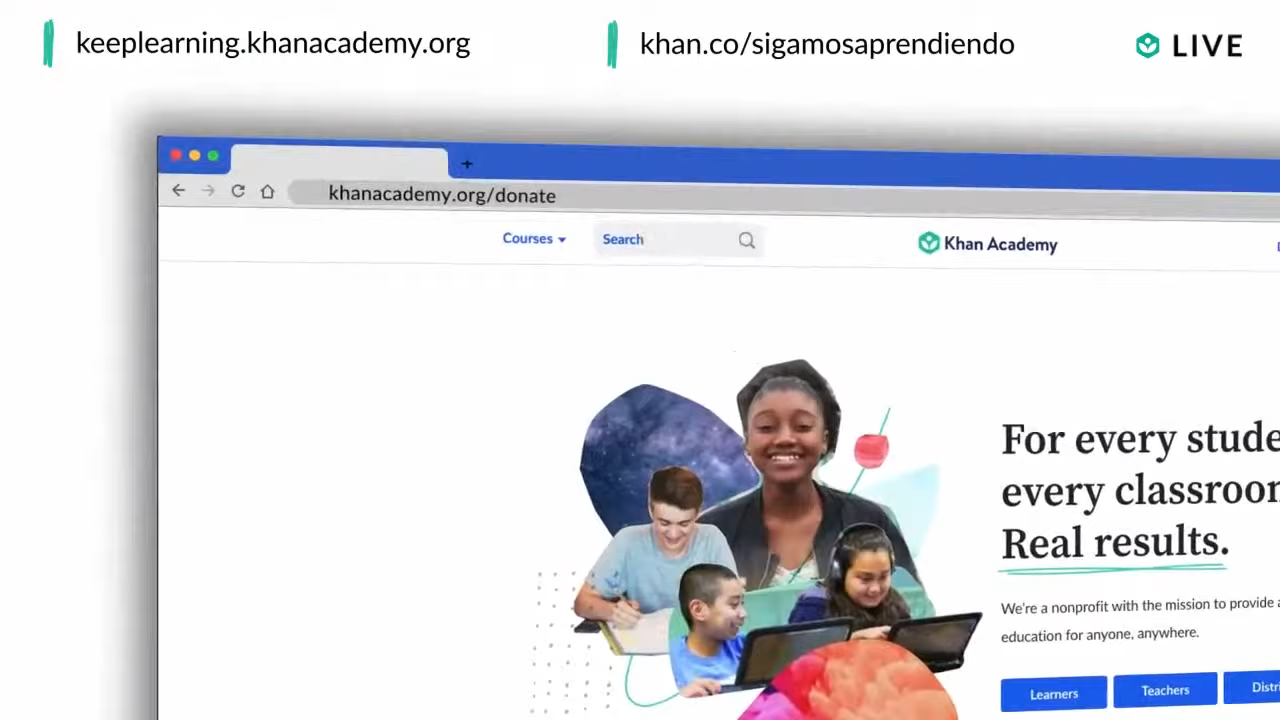 keeplearning.khanacademy.org
khan.co/sigamosaprendiendo
LIVE
khanacademy.org/donate
Courses
Search
Khan Academy
For every stude
every classroo
Real results.
We're a nonprofit with the mission to provide a
education for anyone, anywhere.
Learners
Teachers
Distri